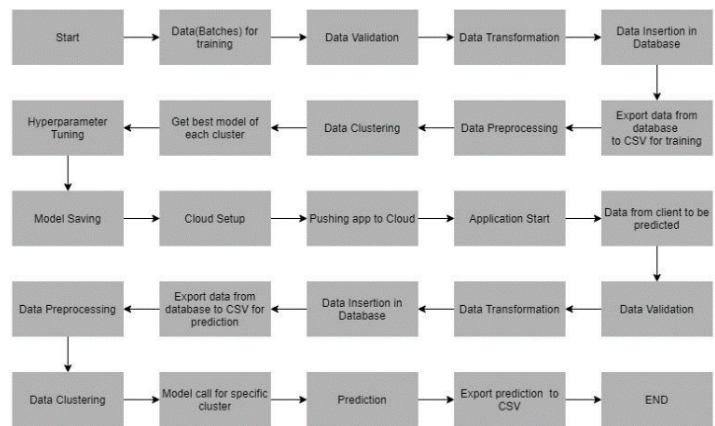 Start
Data(Batches) for
training
Data Validation
Data Transformation
Data Insertion in
Database
Export data from
database
to CSV for training
Data Preprocessing
Data Clustering
Get best model of
each cluster
Hyperparameter
Tuning
Model Saving
Cloud Setup
Pushing app to Cloud
Application Start
Data from client to be
predicted
Data Validation
Data Transformation
Data Insertion in
Database
Export data from
database to CSV for
prediction
Data Preprocessing
Data Clustering
Model call for specific
cluster
Prediction
Export prediction to
CSV
END